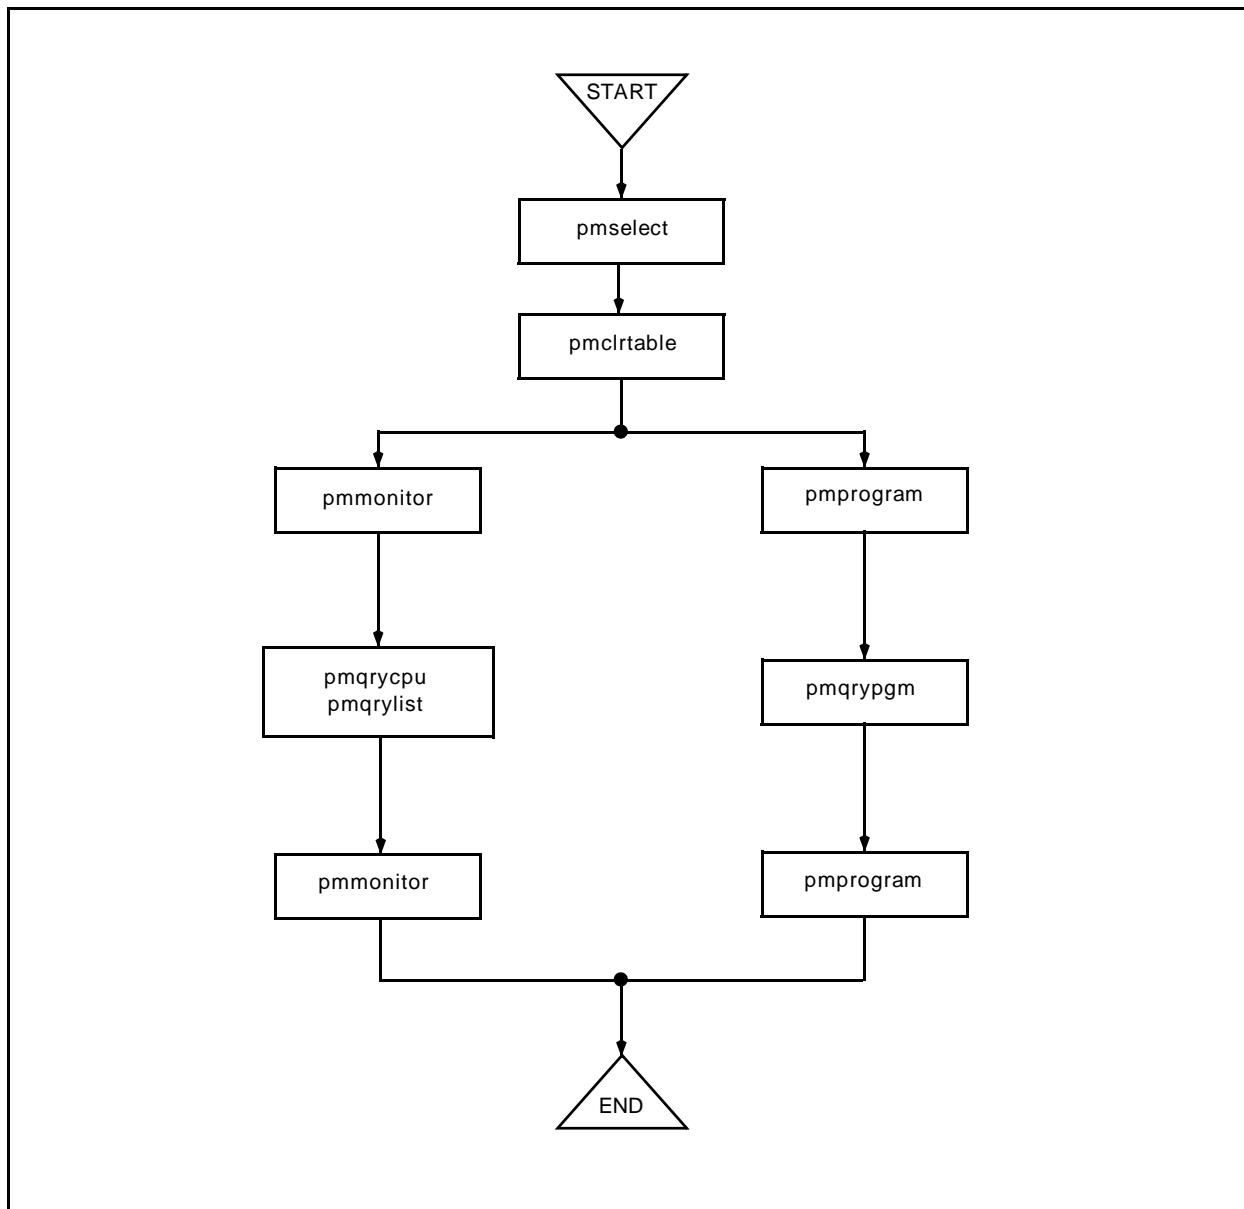 START
pmselect
pmclrtable
pmmonitor
pmprogram
pmqrycpu
pmqrylist
pmqrypgm
pmmonitor
pmprogram
END